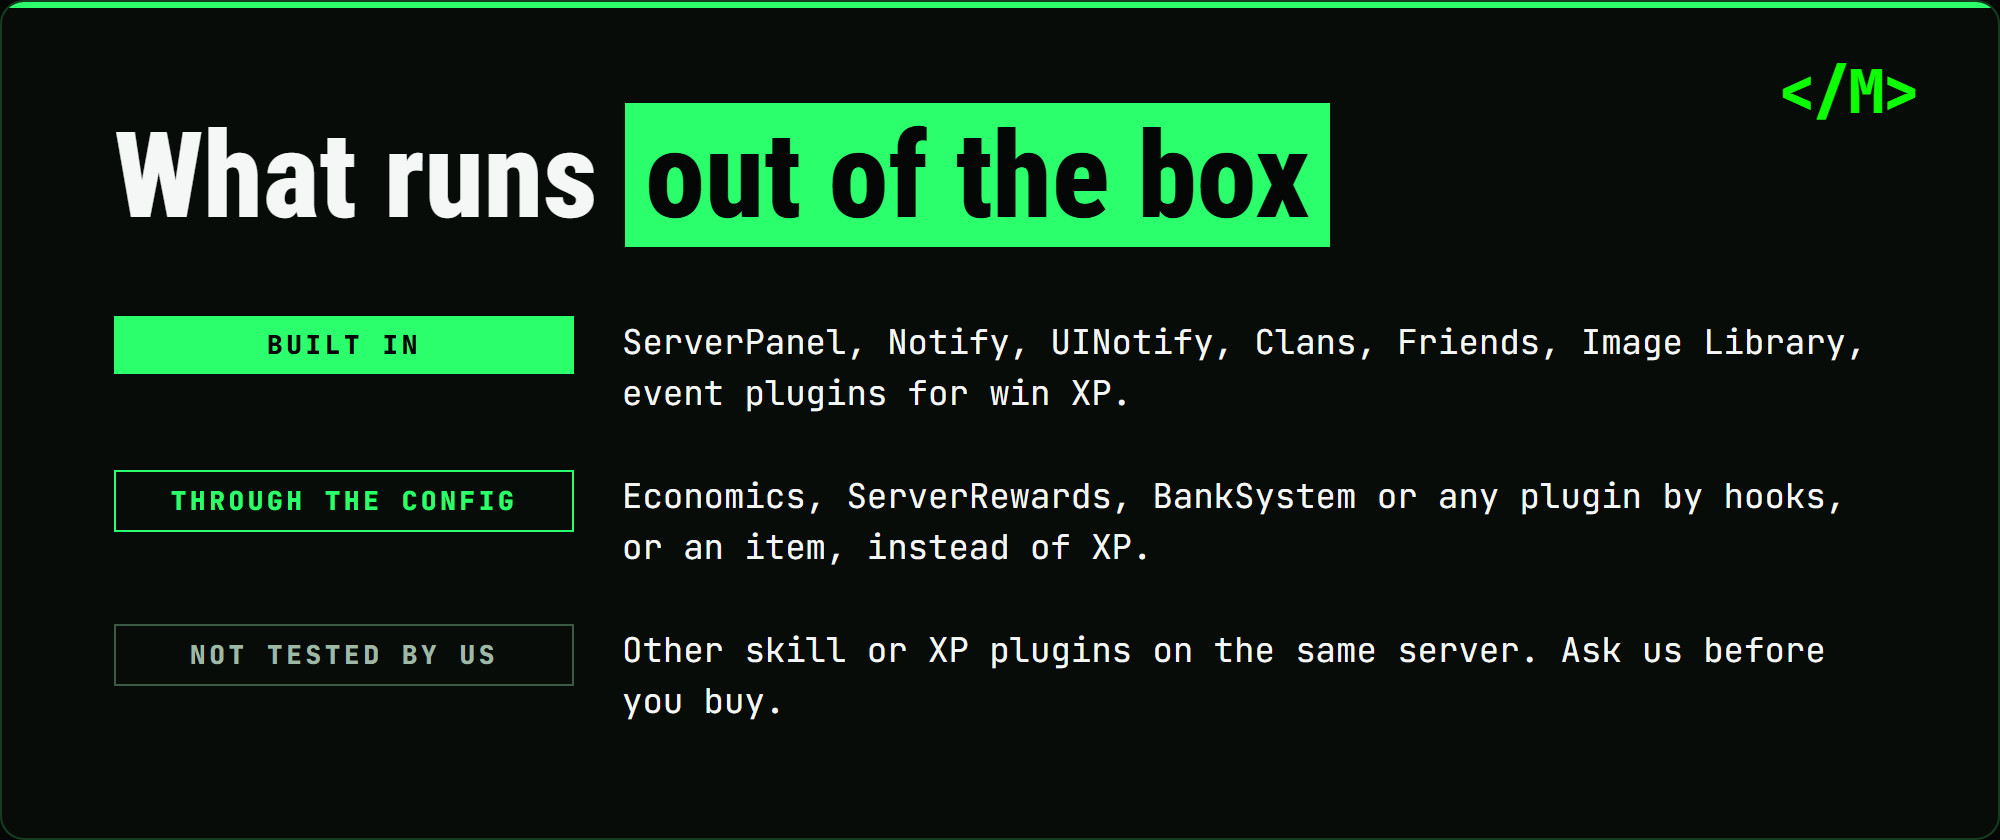 </M>
What runs out of the box
BUILT IN
ServerPanel, Notify, UINotify, Clans, Friends, Image Library,
event plugins for win XP.
THROUGH THE CONFIG
Economics, ServerRewards, BankSystem or any plugin by hooks,
or an item, instead of XP.
NOT TESTED BY US
Other skill or XP plugins on the same server. Ask us before
you buy.